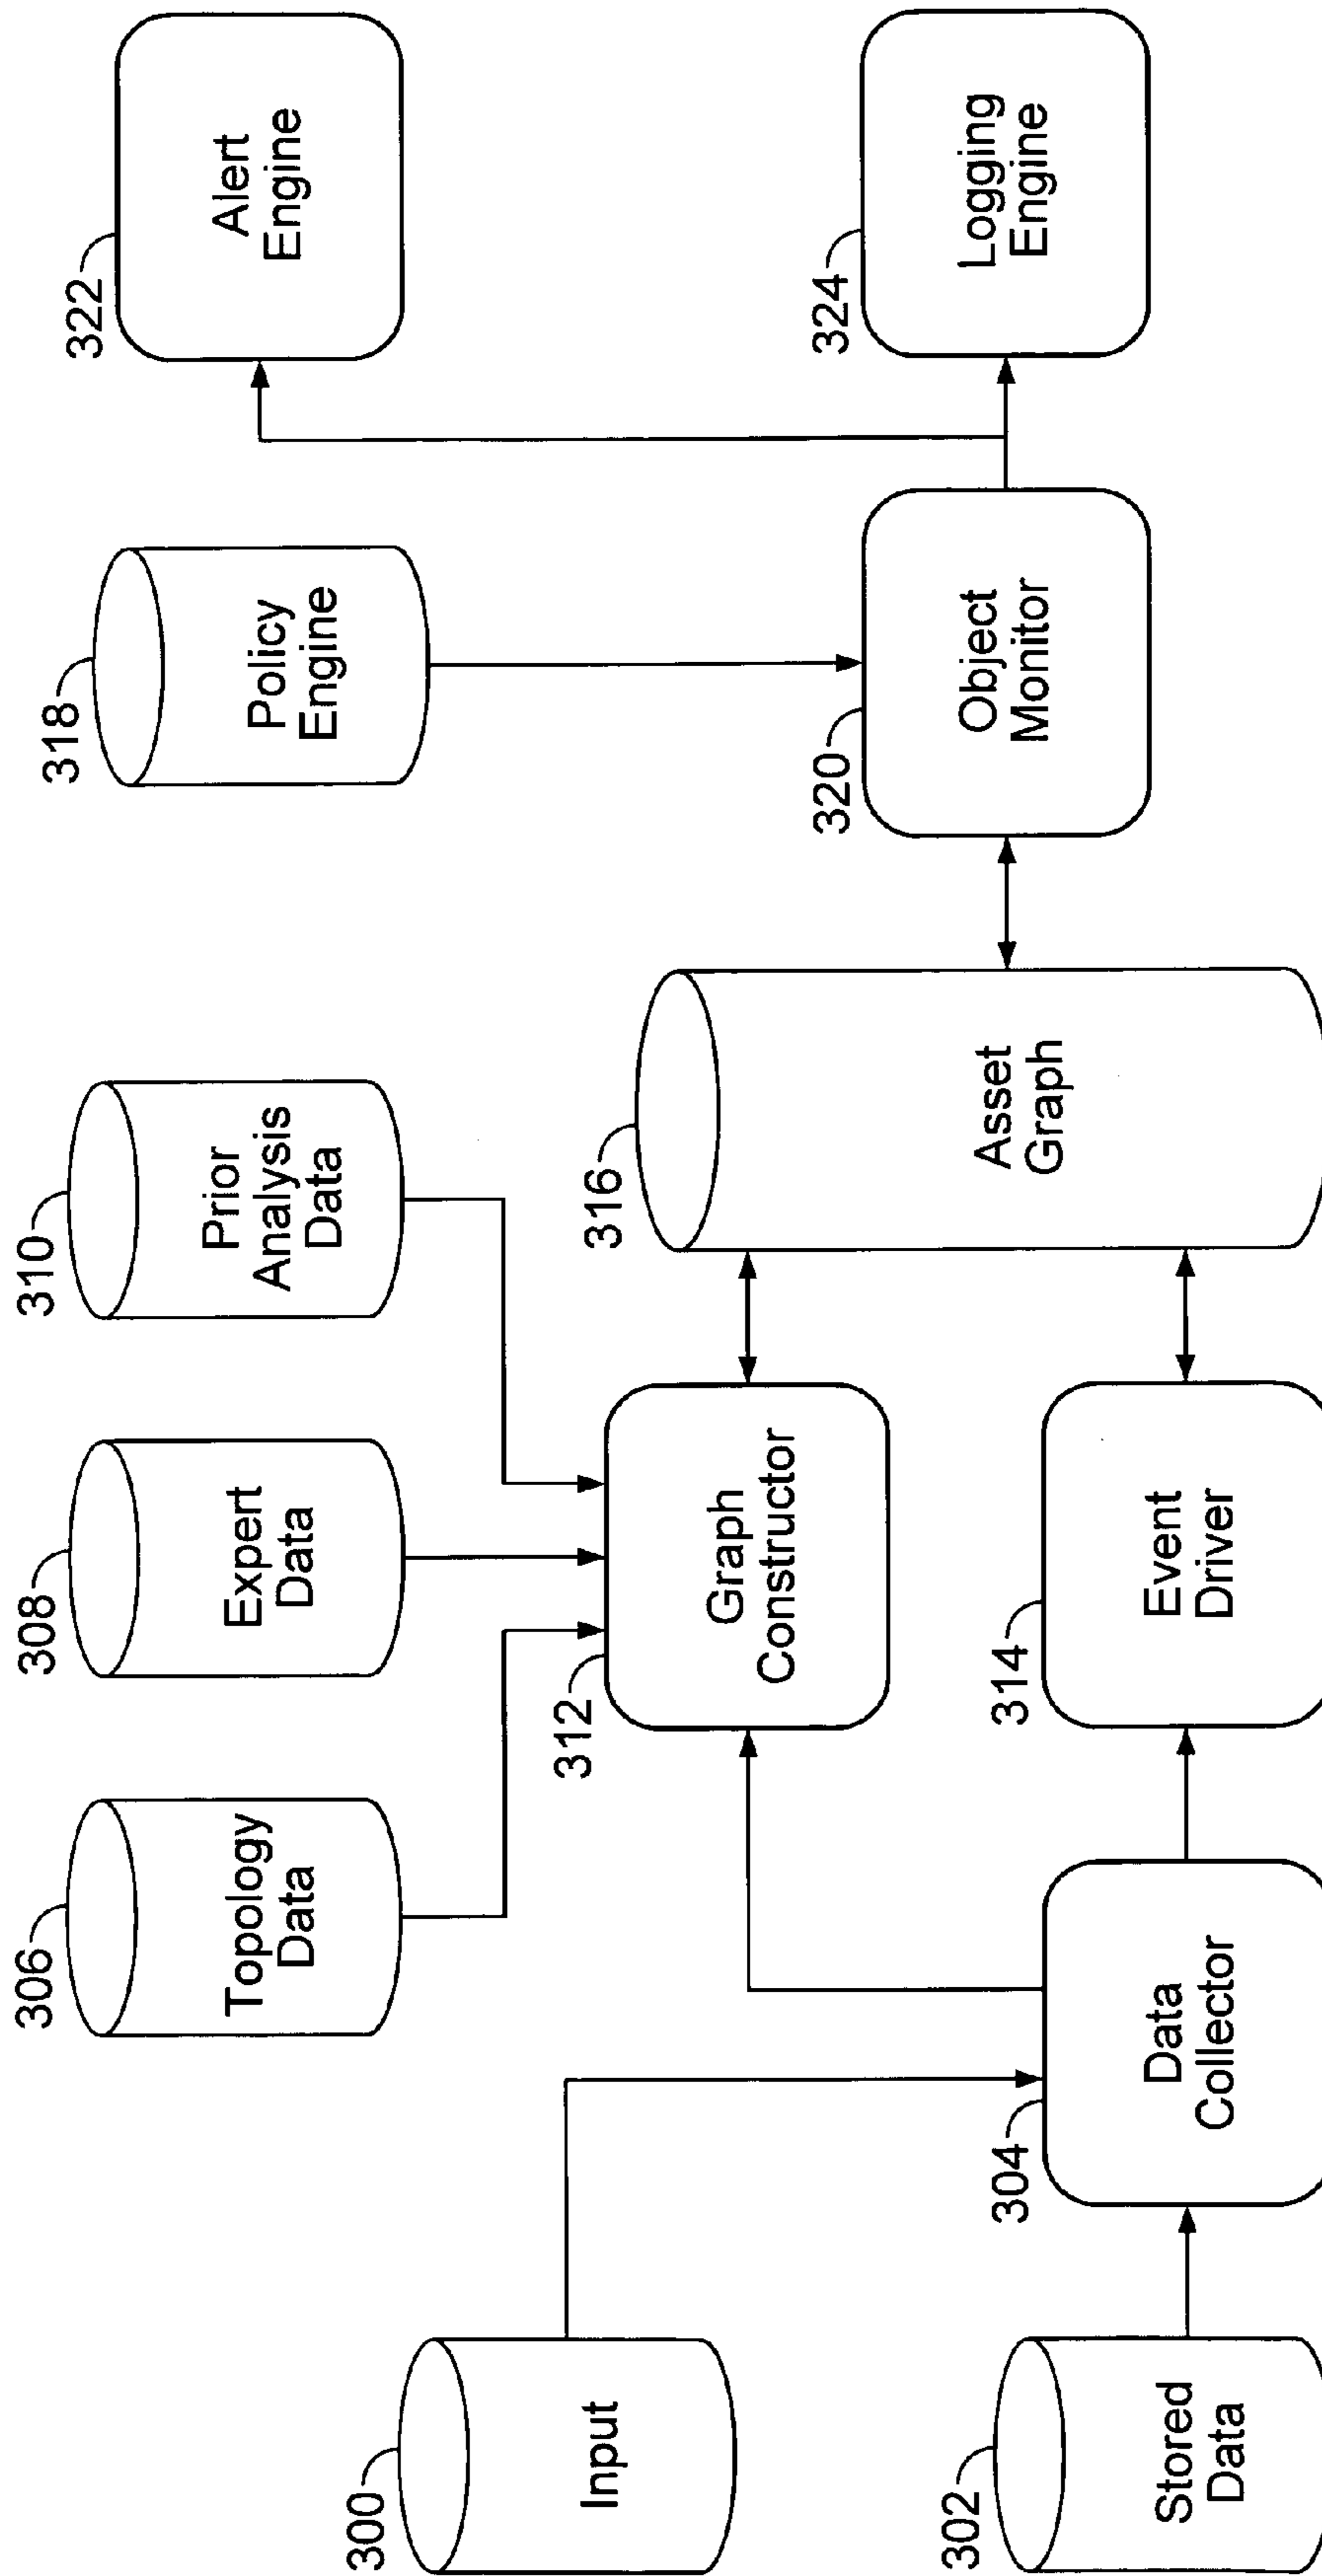 306
Topology
Data
308
Expert
Data
310
Prior
Analysis
Data
318
Policy
Engine
322
Alert
Engine
300
Input
312
Graph
Constructor
316
Asset
Graph
320
Object
Monitor
324
Logging
Engine
302
Stored
Data
304
Data
Collector
314
Event
Driver